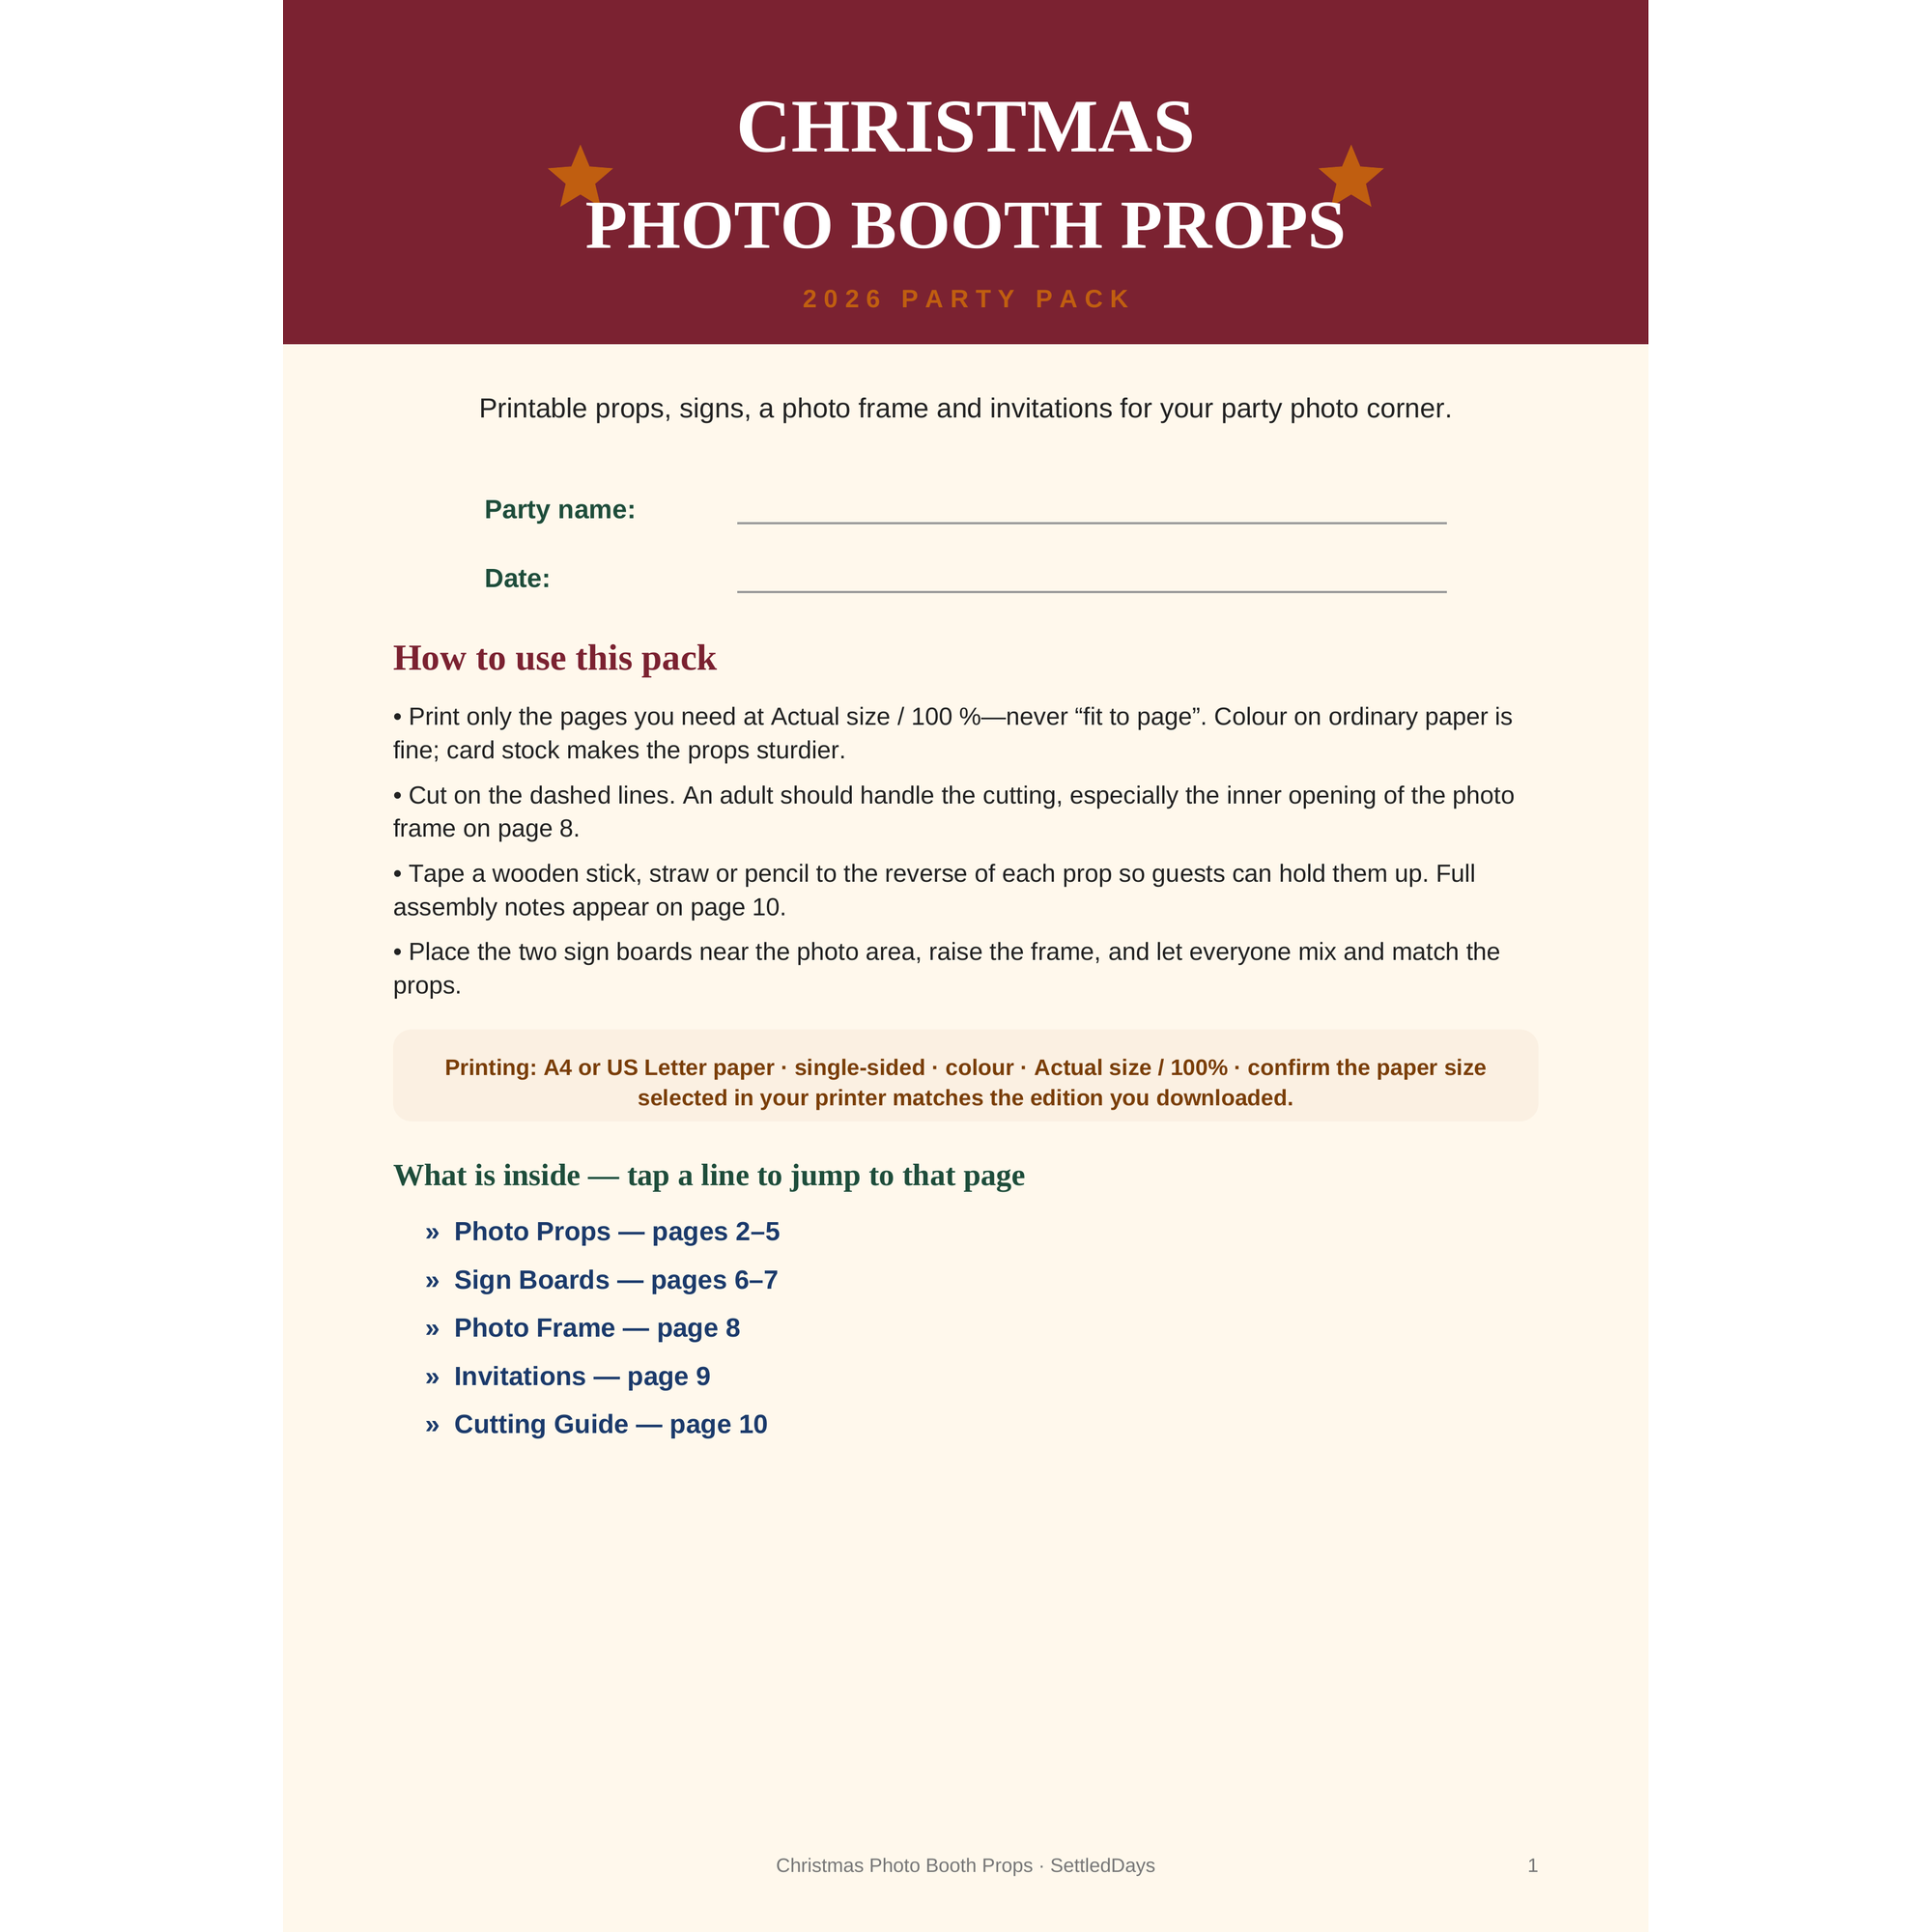 CHRISTMAS
PHOTO BOOTH PROPS
2026 PARTY PACK
Printable props, signs, a photo frame and invitations for your party photo corner.
Party name:
Date:
How to use this pack
• Print only the pages you need at Actual size / 100 %—never “fit to page”. Colour on ordinary paper is
fine; card stock makes the props sturdier.
• Cut on the dashed lines. An adult should handle the cutting, especially the inner opening of the photo
frame on page 8.
• Tape a wooden stick, straw or pencil to the reverse of each prop so guests can hold them up. Full
assembly notes appear on page 10.
• Place the two sign boards near the photo area, raise the frame, and let everyone mix and match the
props.
Printing: A4 or US Letter paper · single-sided · colour · Actual size / 100% · confirm the paper size
selected in your printer matches the edition you downloaded.
What is inside — tap a line to jump to that page
» Photo Props — pages 2–5
» Sign Boards — pages 6–7
» Photo Frame — page 8
» Invitations — page 9
» Cutting Guide — page 10
Christmas Photo Booth Props · SettledDays
1